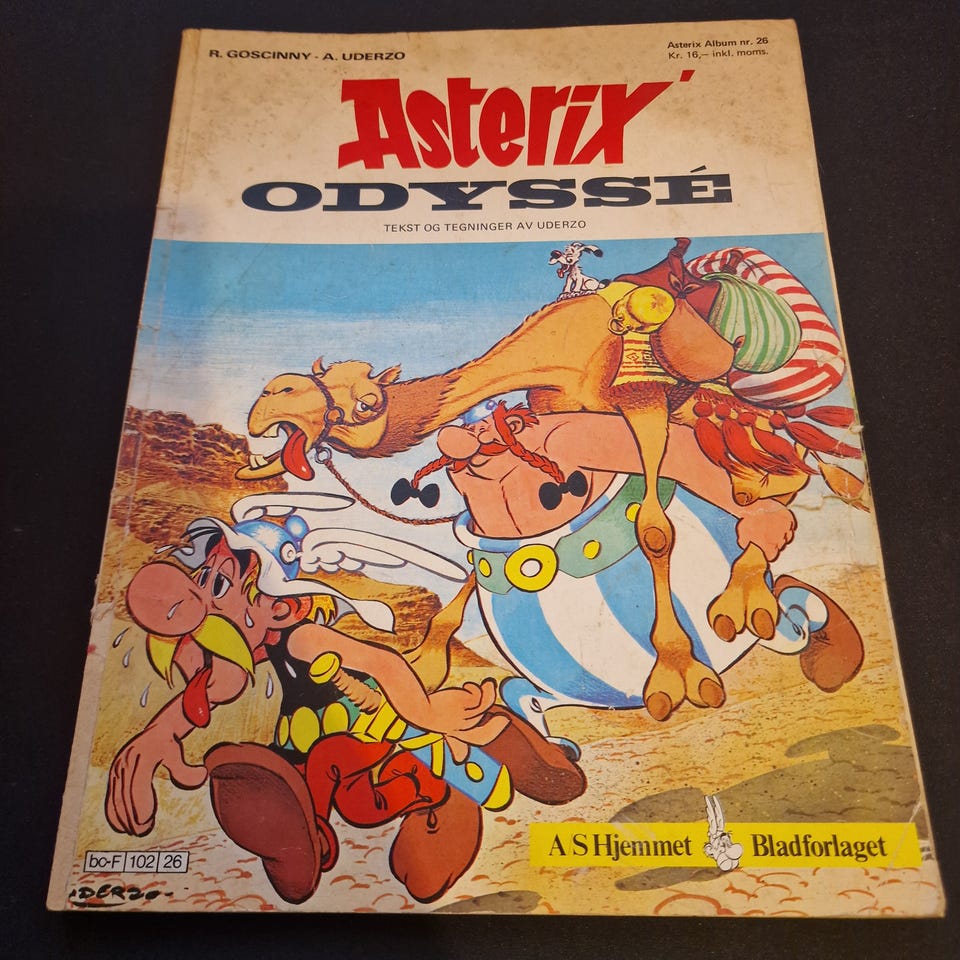 R. GOSCINNY - A. UDERZO
Asterix Album nr. 26
Kr. 16,– inkl. moms.
Asterix'
ODYSSÉ
TEKST OG TEGNINGER AV UDERZO
A S Hjemmet Bladforlaget
bc-F 102 26
UDERZO-